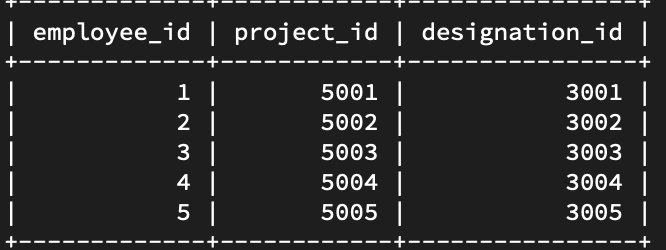 +-------------+------------+----------------+
| employee_id | project_id | designation_id |
+-------------+------------+----------------+
|           1 |       5001 |           3001 |
|           2 |       5002 |           3002 |
|           3 |       5003 |           3003 |
|           4 |       5004 |           3004 |
|           5 |       5005 |           3005 |
+-------------+------------+----------------+